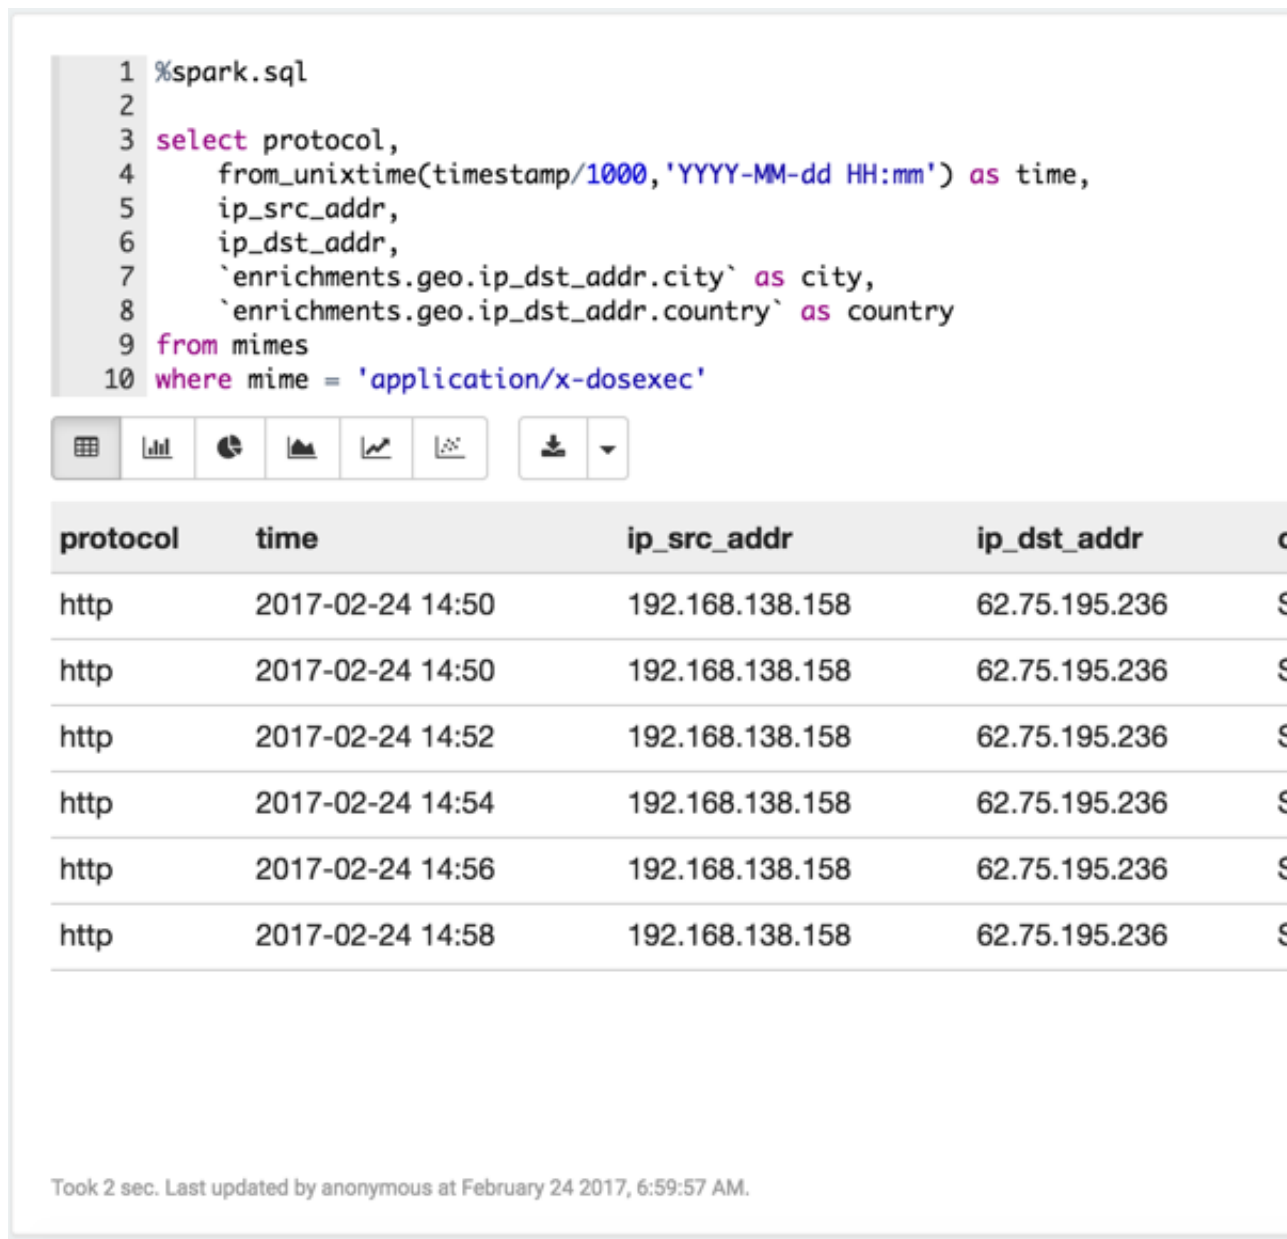 1 %spark.sql
2
3 select protocol,
4 from_unixtime(timestamp/1000,'YYYY-MM-dd HH:mm') as time,
5 ip_src_addr,
6 ip_dst_addr,
7 `enrichments.geo.ip_dst_addr.city` as city,
8 `enrichments.geo.ip_dst_addr.country` as country
9 from mimes
10 where mime = 'application/x-dosexec'
protocol time ip_src_addr ip_dst_addr
http 2017-02-24 14:50 192.168.138.158 62.75.195.236
http 2017-02-24 14:50 192.168.138.158 62.75.195.236
http 2017-02-24 14:52 192.168.138.158 62.75.195.236
http 2017-02-24 14:54 192.168.138.158 62.75.195.236
http 2017-02-24 14:56 192.168.138.158 62.75.195.236
http 2017-02-24 14:58 192.168.138.158 62.75.195.236
Took 2 sec. Last updated by anonymous at February 24 2017, 6:59:57 AM.